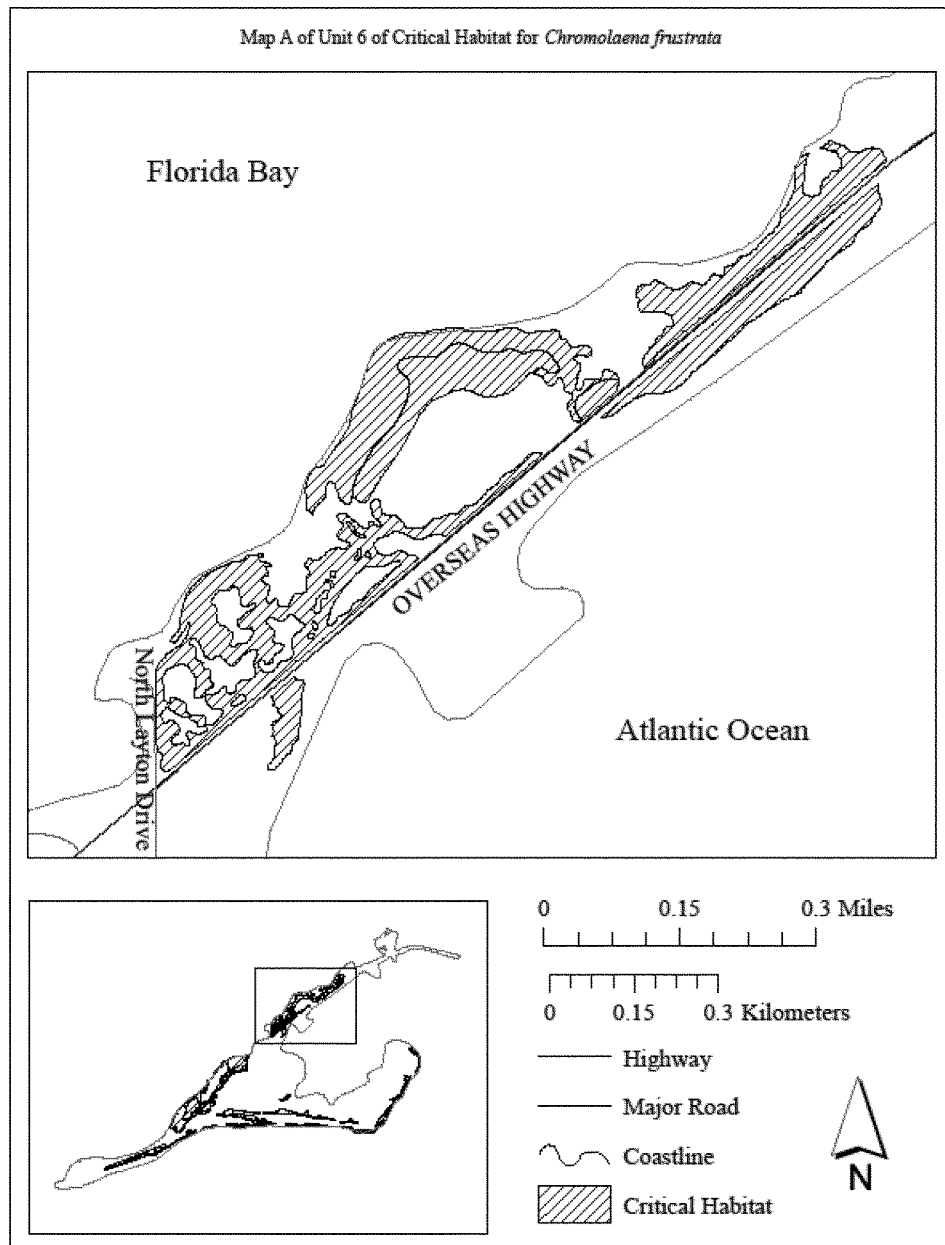 Map A of Unit 6 of Critical Habitat for Chromolaena frustrata
Florida Bay
OVERSEAS HIGHWAY
North Layton Drive
Atlantic Ocean
0 0.15 0.3 Miles
0 0.15 0.3 Kilometers
Highway
Major Road
Coastline
Critical Habitat
N